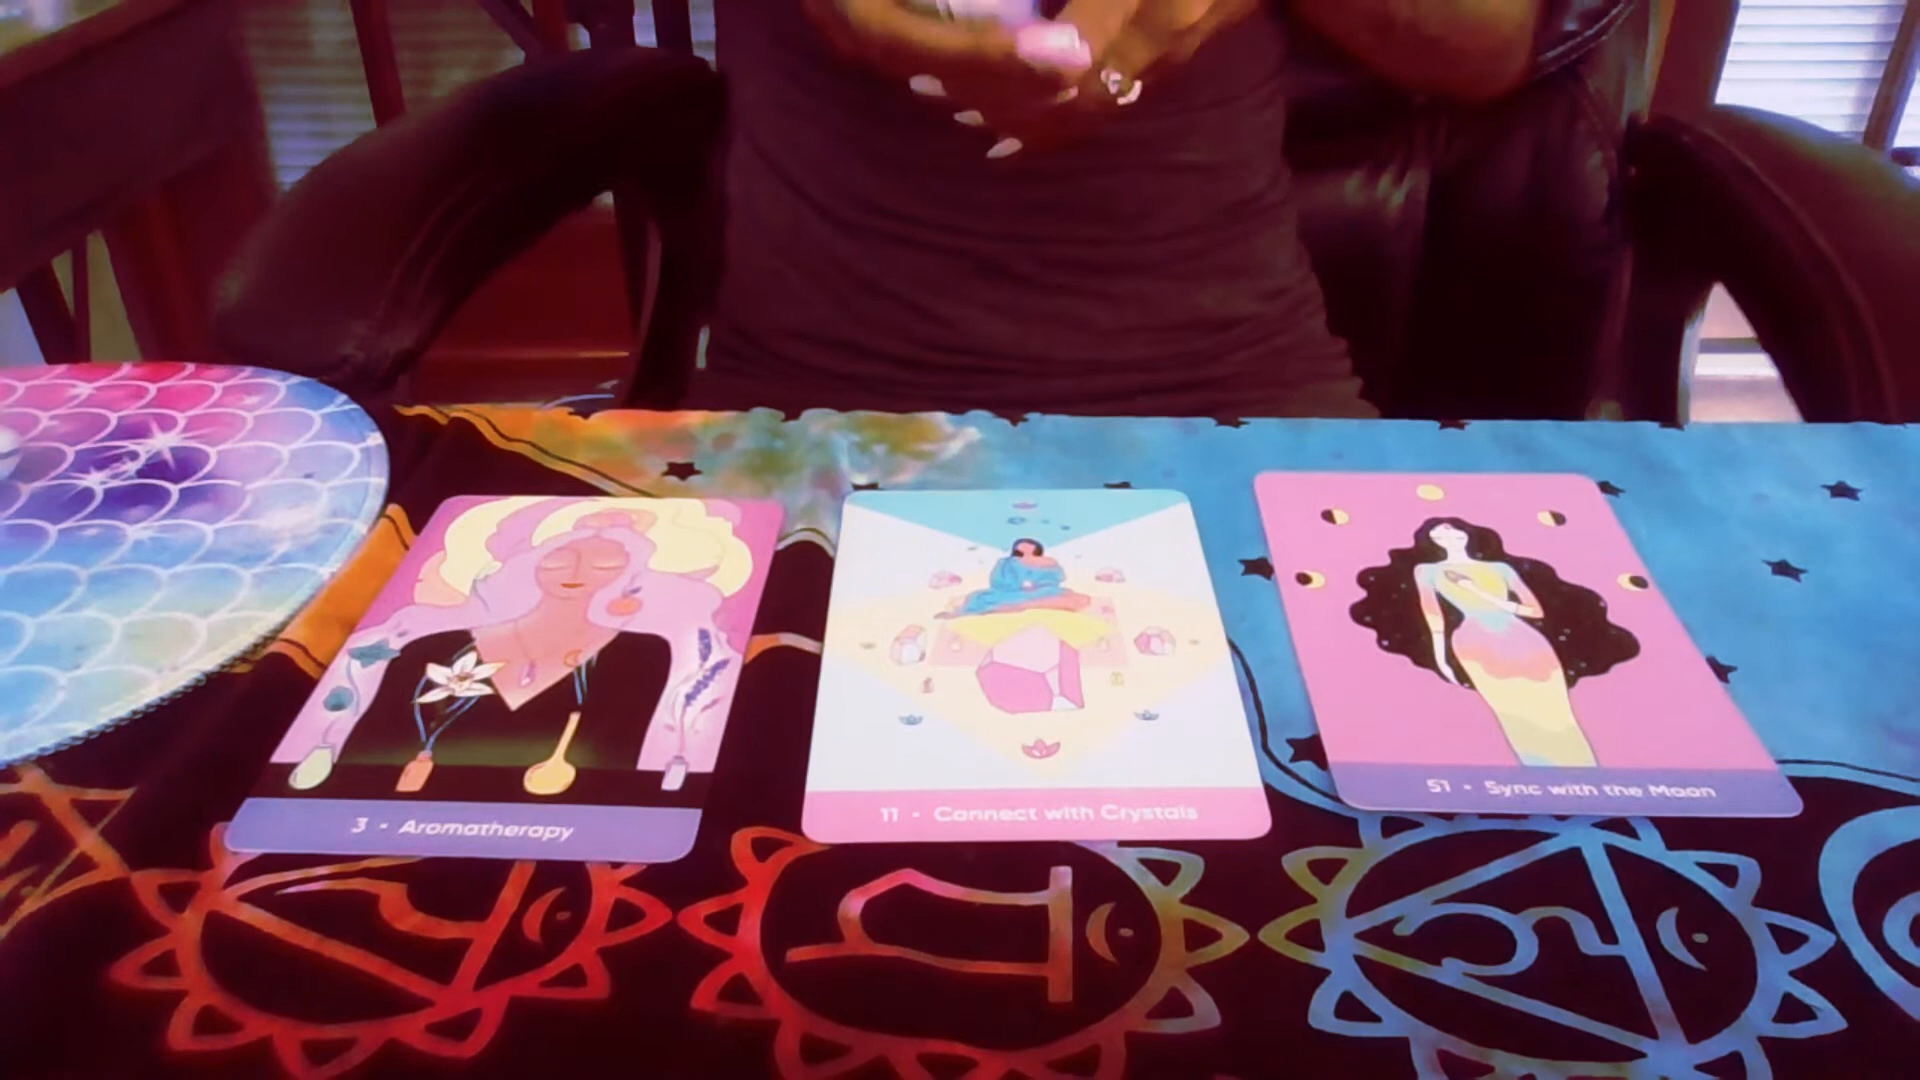 3 • Aromatherapy
11 • Connect with Crystals
51 • Sync with the Moon